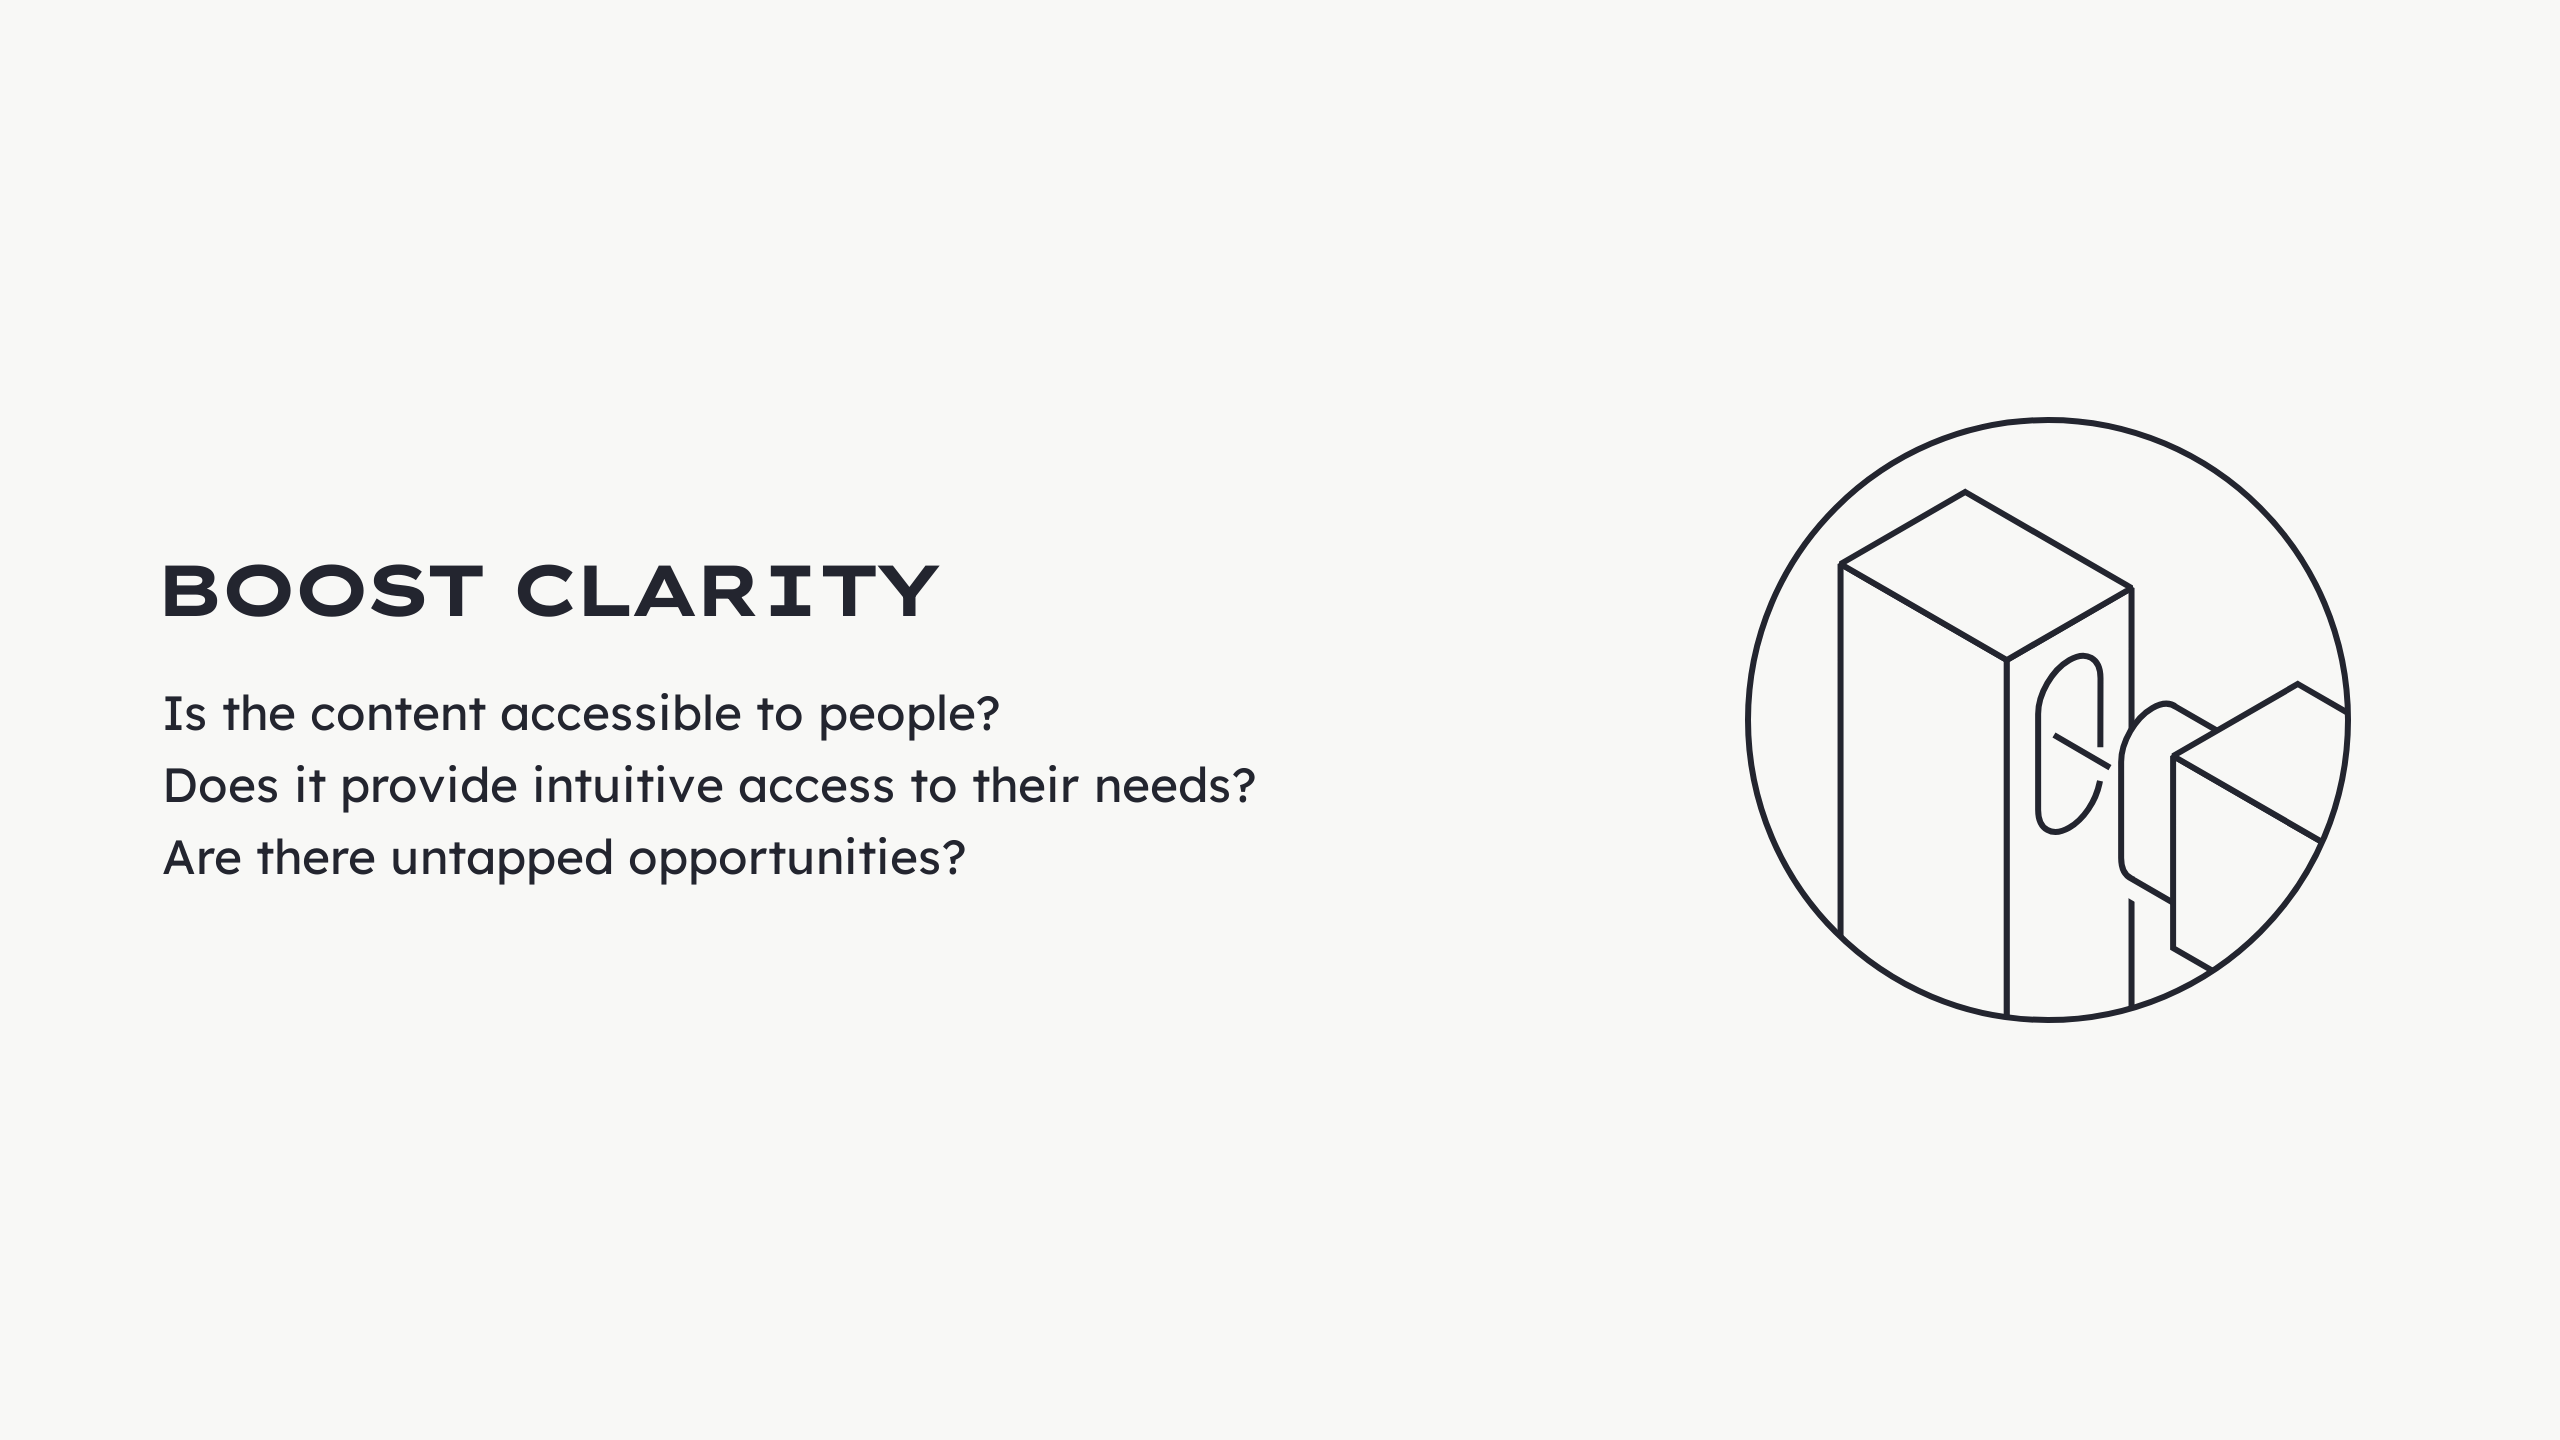 BOOST CLARITY
Is the content accessible to people?
Does it provide intuitive access to their needs?
Are there untapped opportunities?